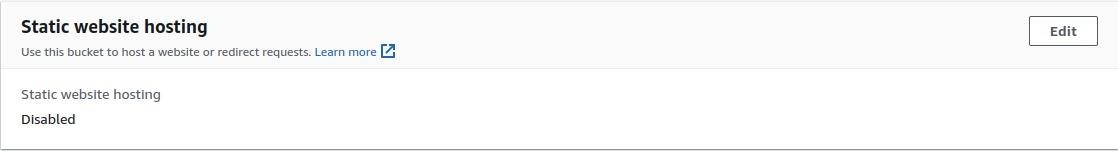 Static website hosting
Edit
Use this bucket to host a website or redirect requests. Learn more
Static website hosting
Disabled